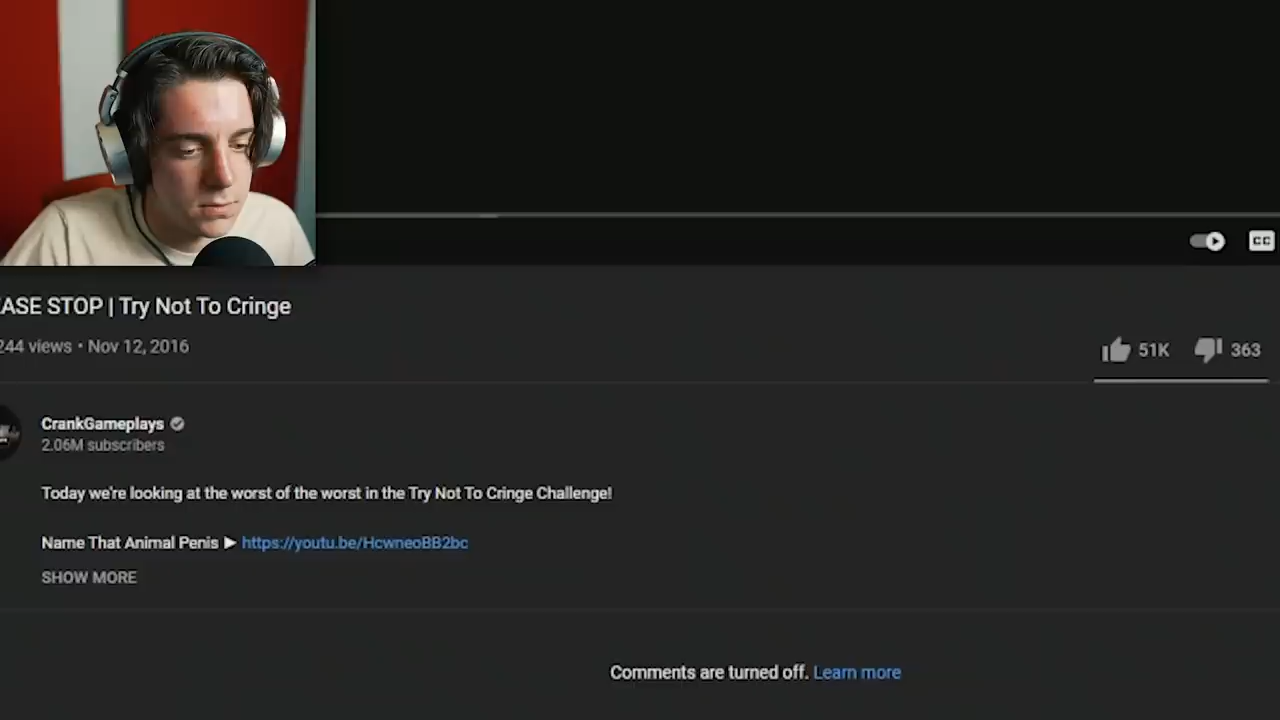 CC
ASE STOP | Try Not To Cringe
244 views • Nov 12, 2016
51K
363
CrankGameplays
2.06M subscribers
Today we're looking at the worst of the worst in the Try Not To Cringe Challenge!
Name That Animal Penis ► https://youtu.be/HcwneoBB2bc
SHOW MORE
Comments are turned off. Learn more